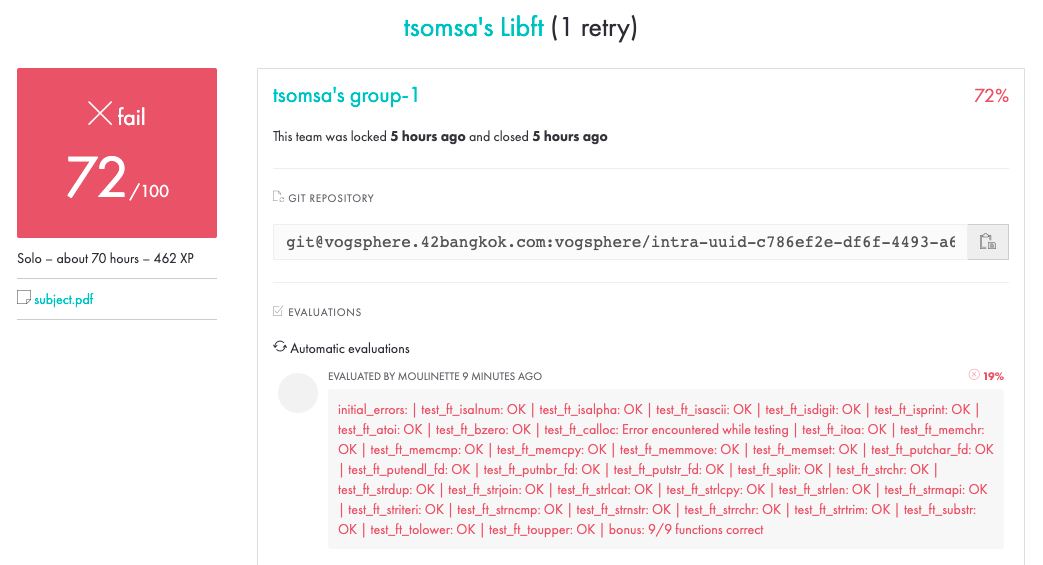 tsomsa's Libft (1 retry)
fail
72/100
Solo – about 70 hours – 462 XP
subject.pdf
tsomsa's group-1
72%
This team was locked 5 hours ago and closed 5 hours ago
GIT REPOSITORY
git@vogsphere.42bangkok.com:vogsphere/intra-uuid-c786ef2e-df6f-4493-a6
EVALUATIONS
Automatic evaluations
EVALUATED BY MOULINETTE 9 MINUTES AGO
19%
initial_errors: | test_ft_isalnum: OK | test_ft_isalpha: OK | test_ft_isascii: OK | test_ft_isdigit: OK | test_ft_isprint: OK |
test_ft_atoi: OK | test_ft_bzero: OK | test_ft_calloc: Error encountered while testing | test_ft_itoa: OK | test_ft_memchr:
OK | test_ft_memcmp: OK | test_ft_memcpy: OK | test_ft_memmove: OK | test_ft_memset: OK | test_ft_putchar_fd: OK
| test_ft_putendl_fd: OK | test_ft_putnbr_fd: OK | test_ft_putstr_fd: OK | test_ft_split: OK | test_ft_strchr: OK |
test_ft_strdup: OK | test_ft_strjoin: OK | test_ft_strlcat: OK | test_ft_strlcpy: OK | test_ft_strlen: OK | test_ft_strmapi: OK
| test_ft_striteri: OK | test_ft_strncmp: OK | test_ft_strnstr: OK | test_ft_strrchr: OK | test_ft_strtrim: OK | test_ft_substr:
OK | test_ft_tolower: OK | test_ft_toupper: OK | bonus: 9/9 functions correct